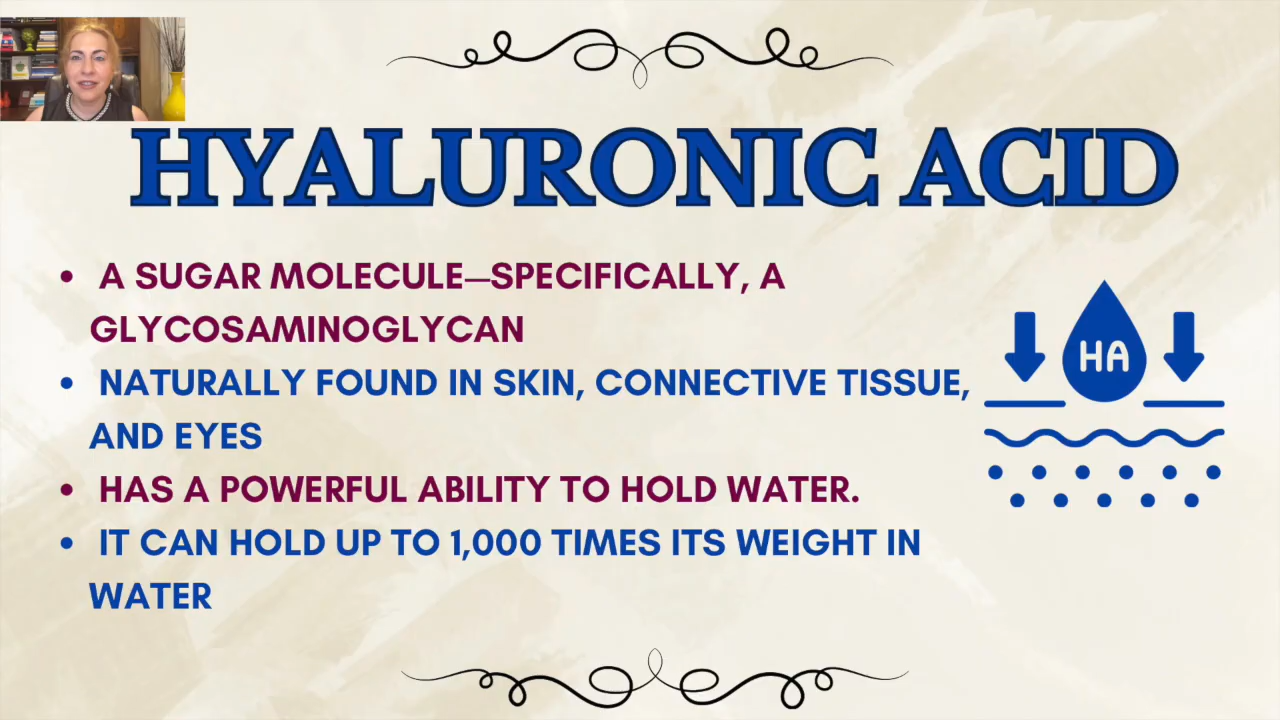 HYALURONIC ACID
• A SUGAR MOLECULE—SPECIFICALLY, A
GLYCOSAMINOGLYCAN
• NATURALLY FOUND IN SKIN, CONNECTIVE TISSUE,
AND EYES
• HAS A POWERFUL ABILITY TO HOLD WATER.
• IT CAN HOLD UP TO 1,000 TIMES ITS WEIGHT IN
WATER
HA